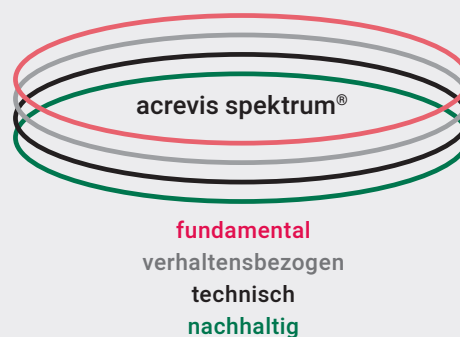 acrevis spektrum®
fundamental
verhaltensbezogen
technisch
nachhaltig